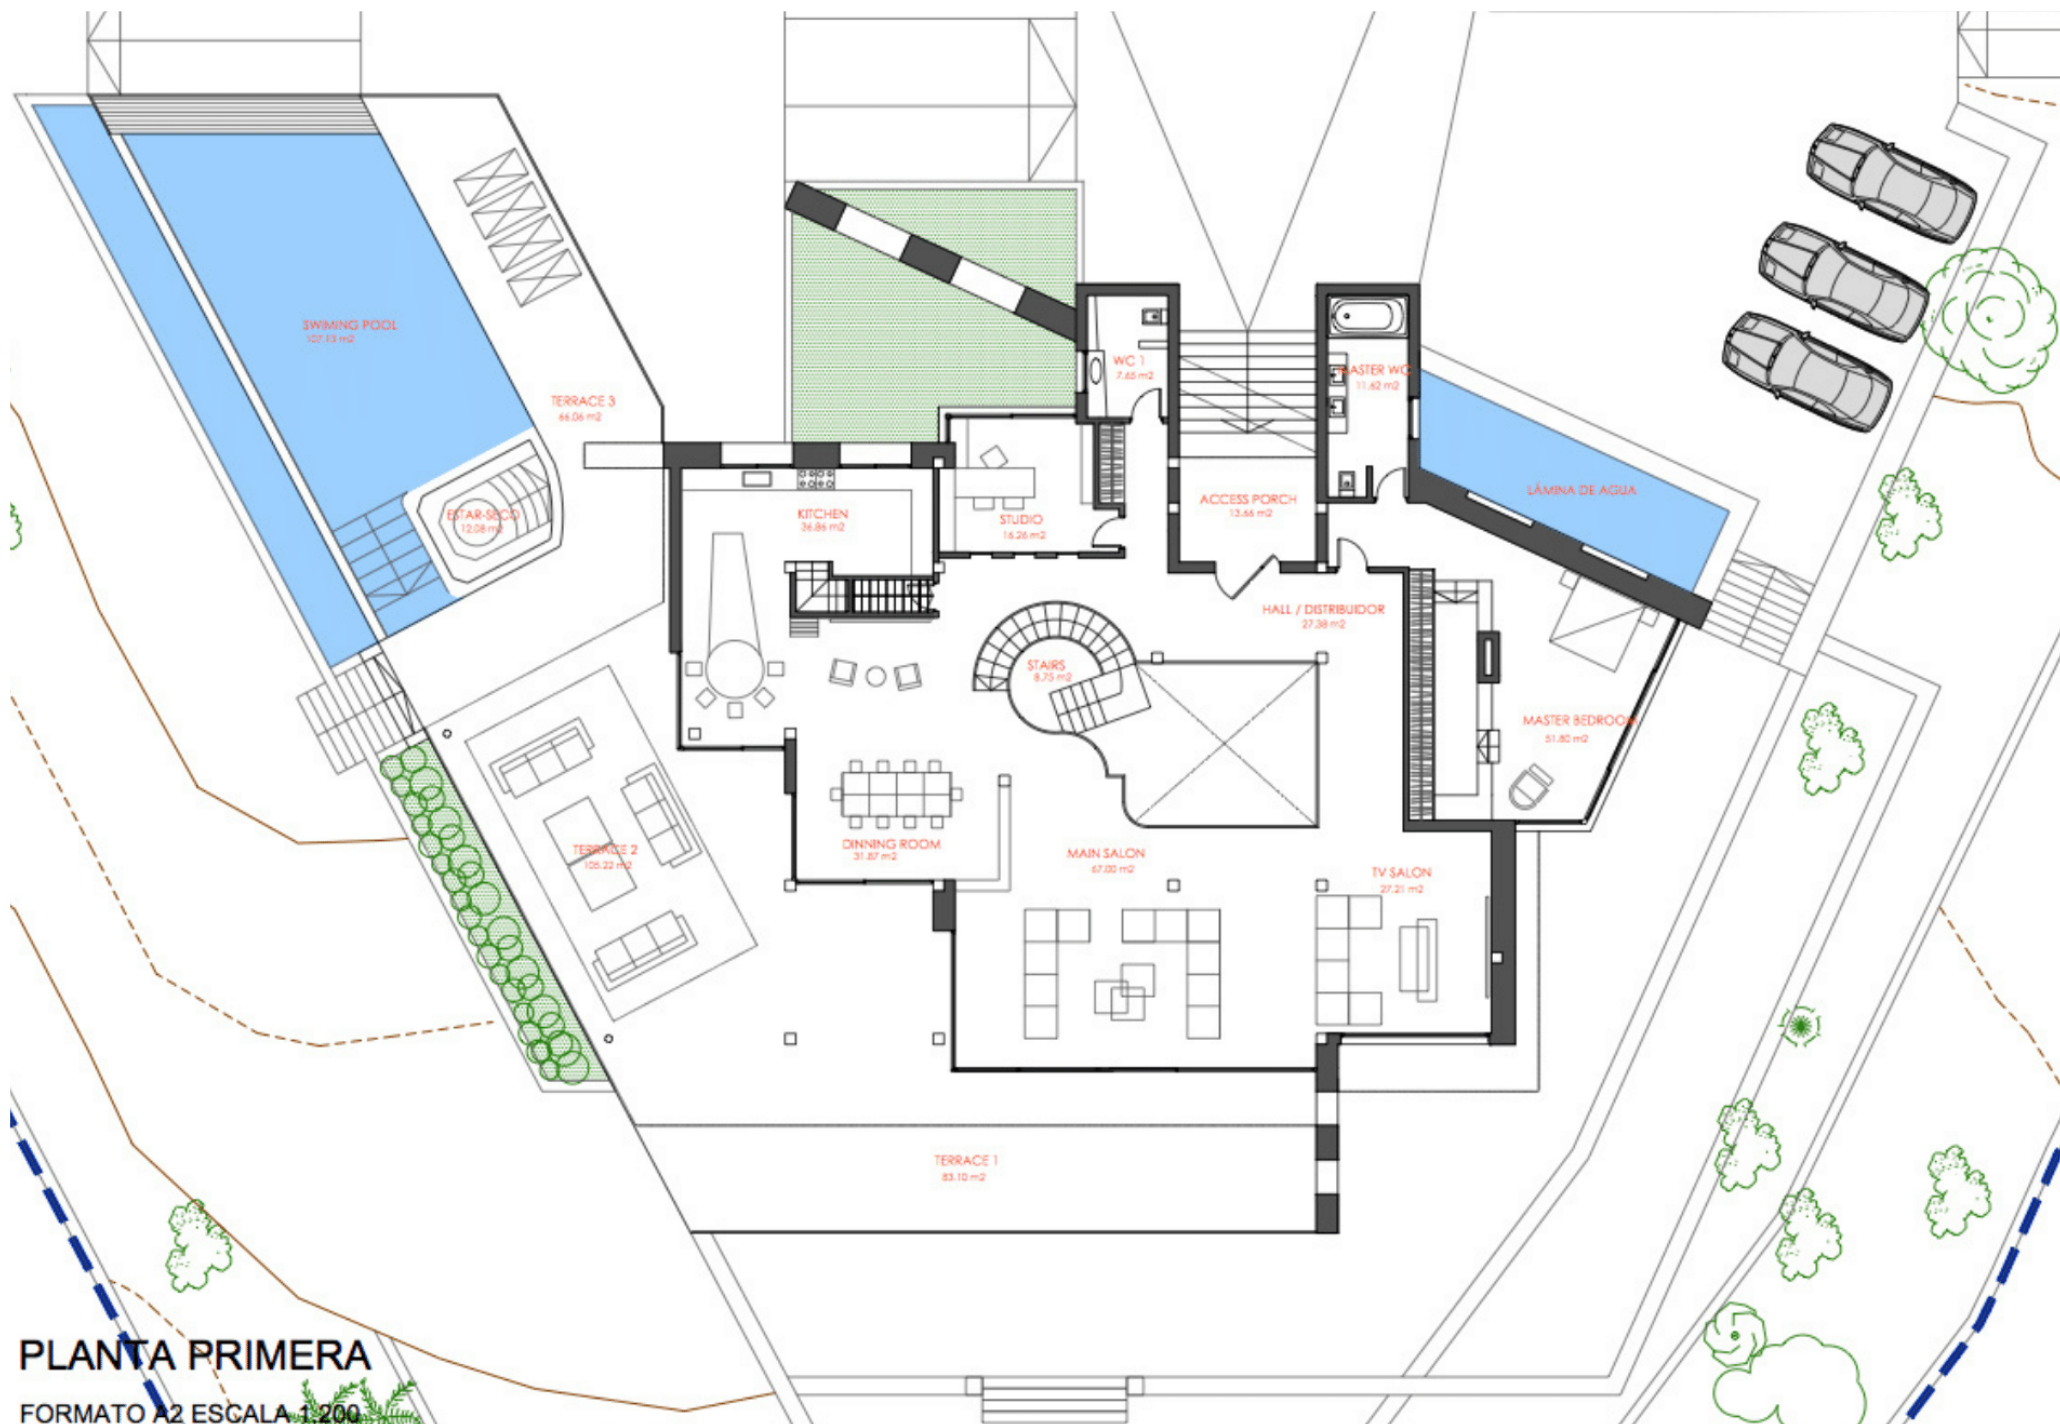 SWIMING POOL
107.13 m2
TERRACE 3
66.06 m2
ESTAR-SECO
12.08 m2
KITCHEN
36.86 m2
STUDIO
16.26 m2
WC 1
7.65 m2
MASTER WC
11.62 m2
ACCESS PORCH
13.66 m2
LÁMINA DE AGUA
HALL / DISTRIBUIDOR
27.38 m2
STAIRS
8.75 m2
MASTER BEDROOM
51.80 m2
DINNING ROOM
31.87 m2
MAIN SALON
67.00 m2
TV SALON
27.21 m2
TERRACE 2
105.22 m2
TERRACE 1
83.10 m2
PLANTA PRIMERA
FORMATO A2 ESCALA 1:200